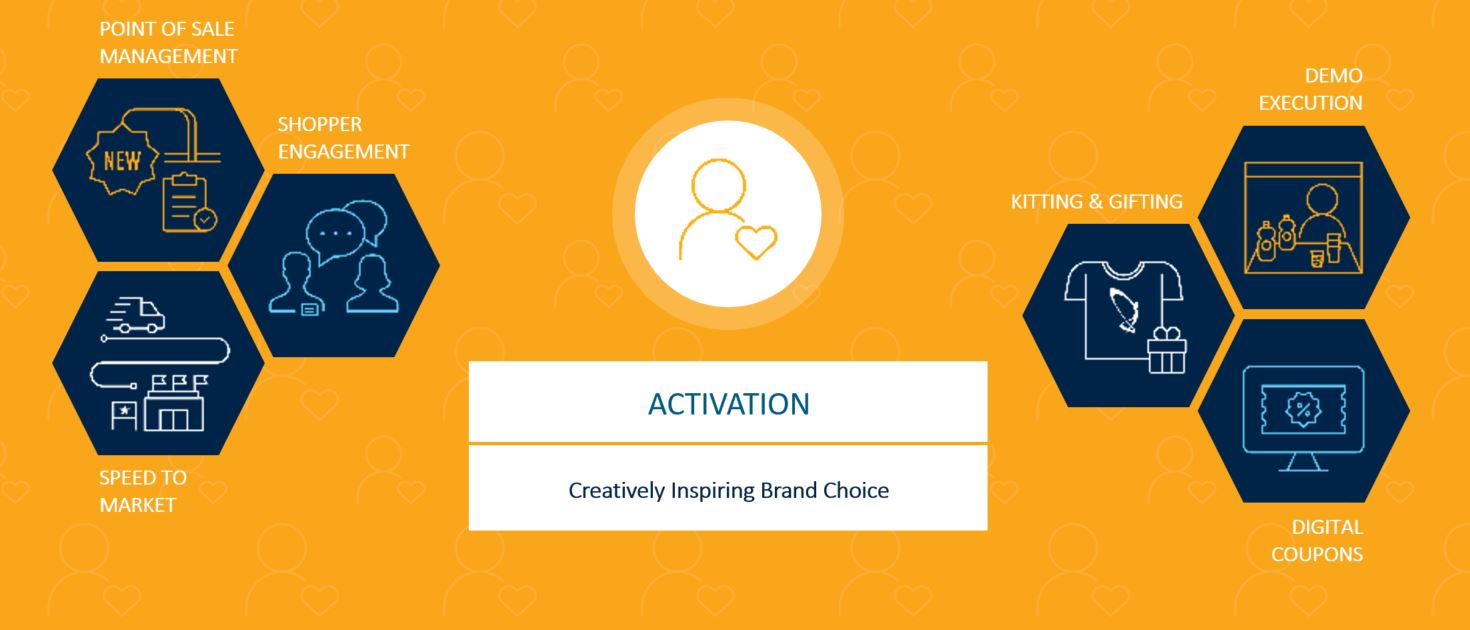 POINT OF SALE
MANAGEMENT
NEW
SHOPPER
ENGAGEMENT
SPEED TO
MARKET
ACTIVATION
Creatively Inspiring Brand Choice
KITTING & GIFTING
DEMO
EXECUTION
%
DIGITAL
COUPONS